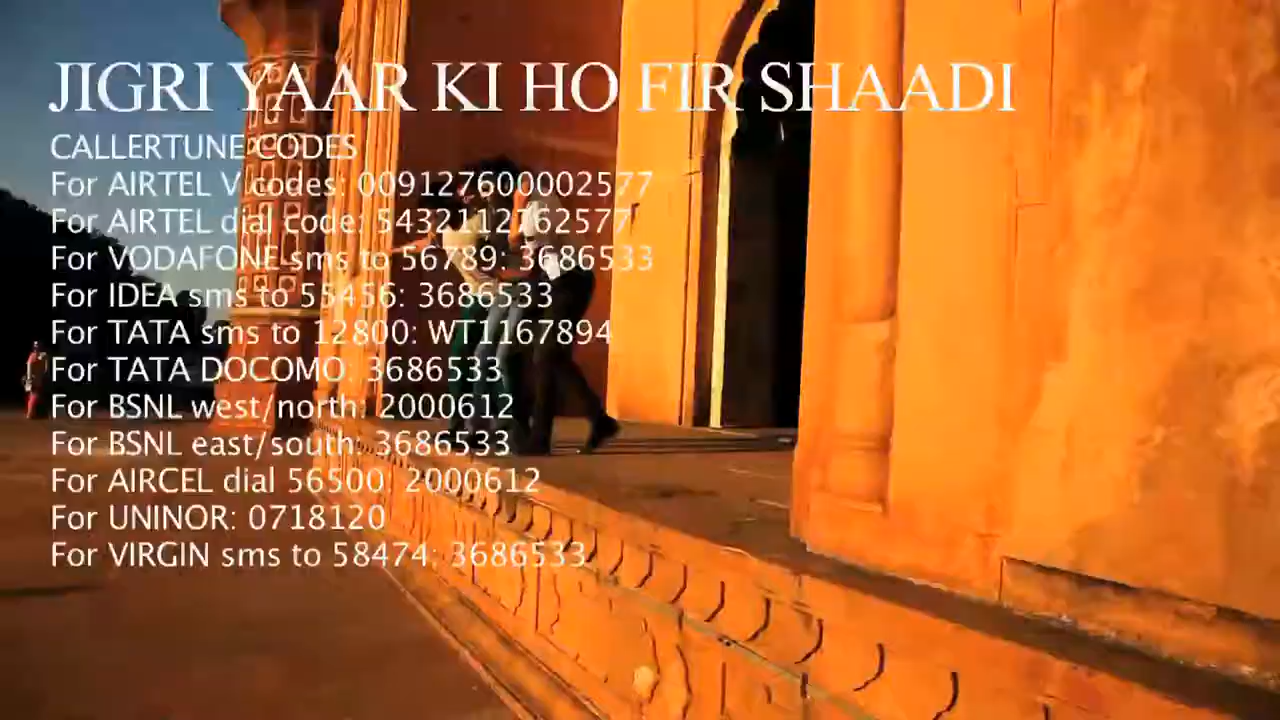 JIGRI YAAR KI HO FIR SHAADI
CALLERTUNE CODES
For AIRTEL V codes: 009127600002577
For AIRTEL dial code: 5432112762577
For VODAFONE sms to 56789: 3686533
For IDEA sms to 55456: 3686533
For TATA sms to 12800: WT1167894
For TATA DOCOMO: 3686533
For BSNL west/north: 2000612
For BSNL east/south: 3686533
For AIRCEL dial 56500: 2000612
For UNINOR: 0718120
For VIRGIN sms to 58474: 3686533